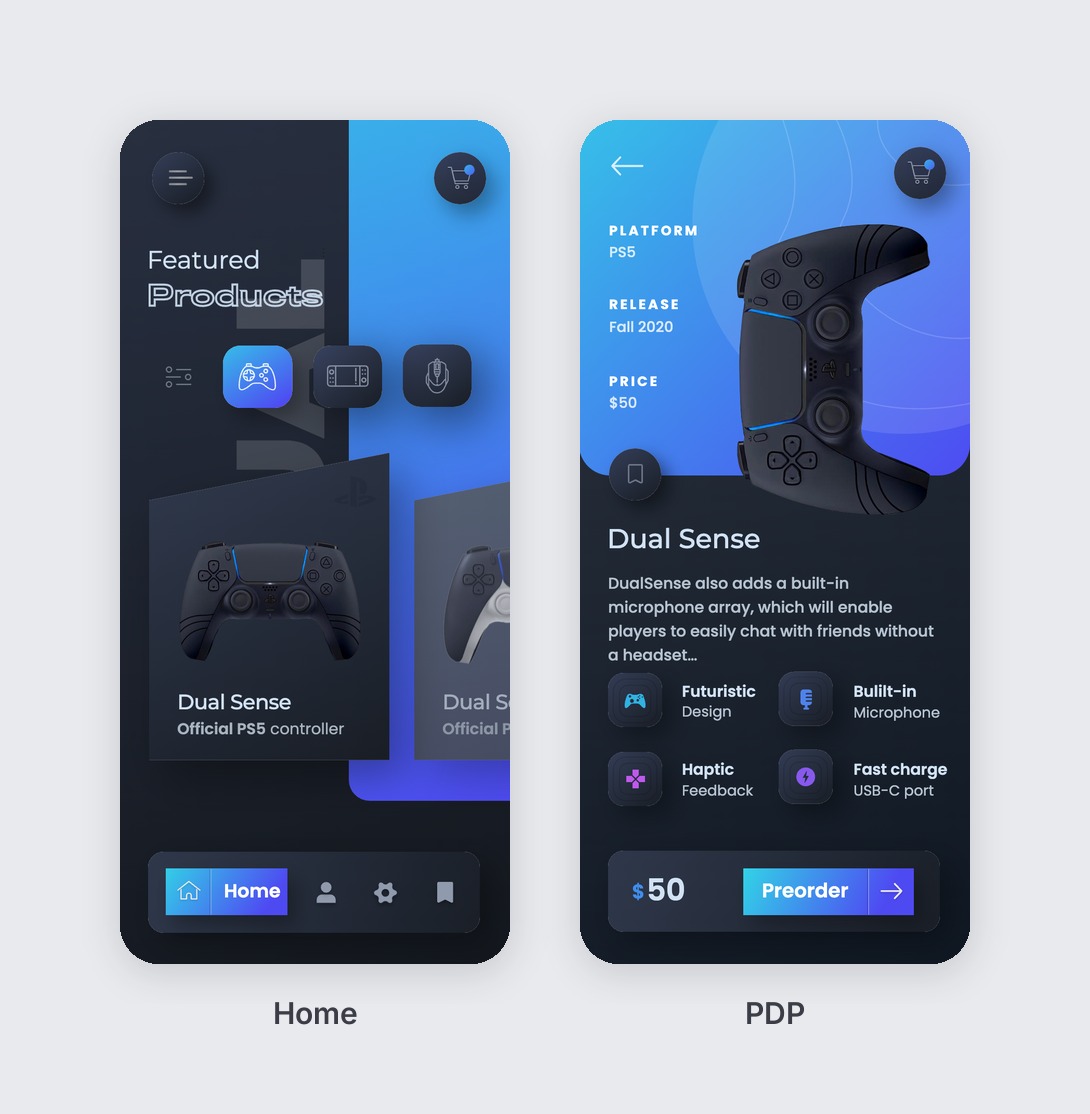 Featured
Products
DUAL
Dual Sense
Official PS5 controller
Dual S
Official P
Home
Home
PLATFORM
PS5
RELEASE
Fall 2020
PRICE
$50
Dual Sense
DualSense also adds a built-in
microphone array, which will enable
players to easily chat with friends without
a headset...
Futuristic
Design
Bulilt-in
Microphone
Haptic
Feedback
Fast charge
USB-C port
$50
Preorder
PDP